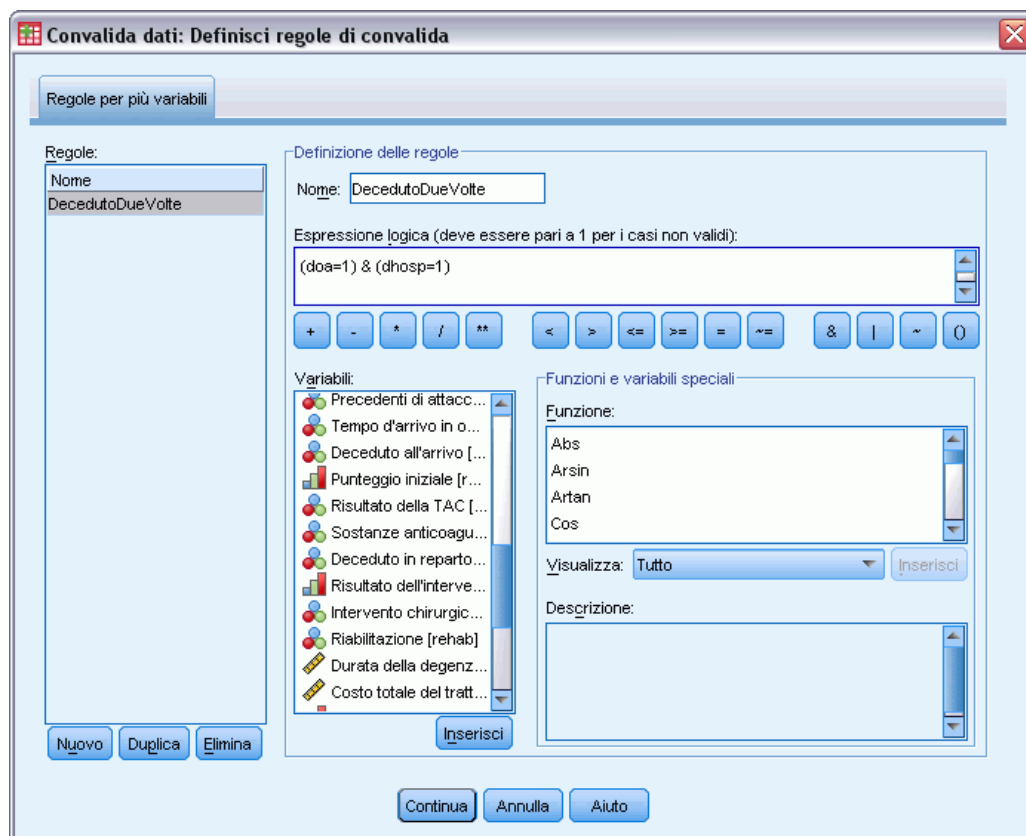 Convalida dati: Definisci regole di convalida
Regole per più variabili
Regole:
Nome
DecedutoDueVolte
Nuovo Duplica Elimina
Definizione delle regole
Nome: DecedutoDueVolte
Espressione logica (deve essere pari a 1 per i casi non validi):
(doa=1) & (dhosp=1)
+ - * / ** < > <= >= = ~= & | ~ ()
Variabili:
Precedenti di attacc...
Tempo d'arrivo in o...
Deceduto all'arrivo [...
Punteggio iniziale [r...
Risultato della TAC [...
Sostanze anticoagu...
Deceduto in reparto...
Risultato dell'interve...
Intervento chirurgic...
Riabilitazione [rehab]
Durata della degenz...
Costo totale del tratt...
Inserisci
Funzioni e variabili speciali
Funzione:
Abs
Arsin
Artan
Cos
Visualizza: Tutto Inserisci
Descrizione:
Continua Annulla Aiuto